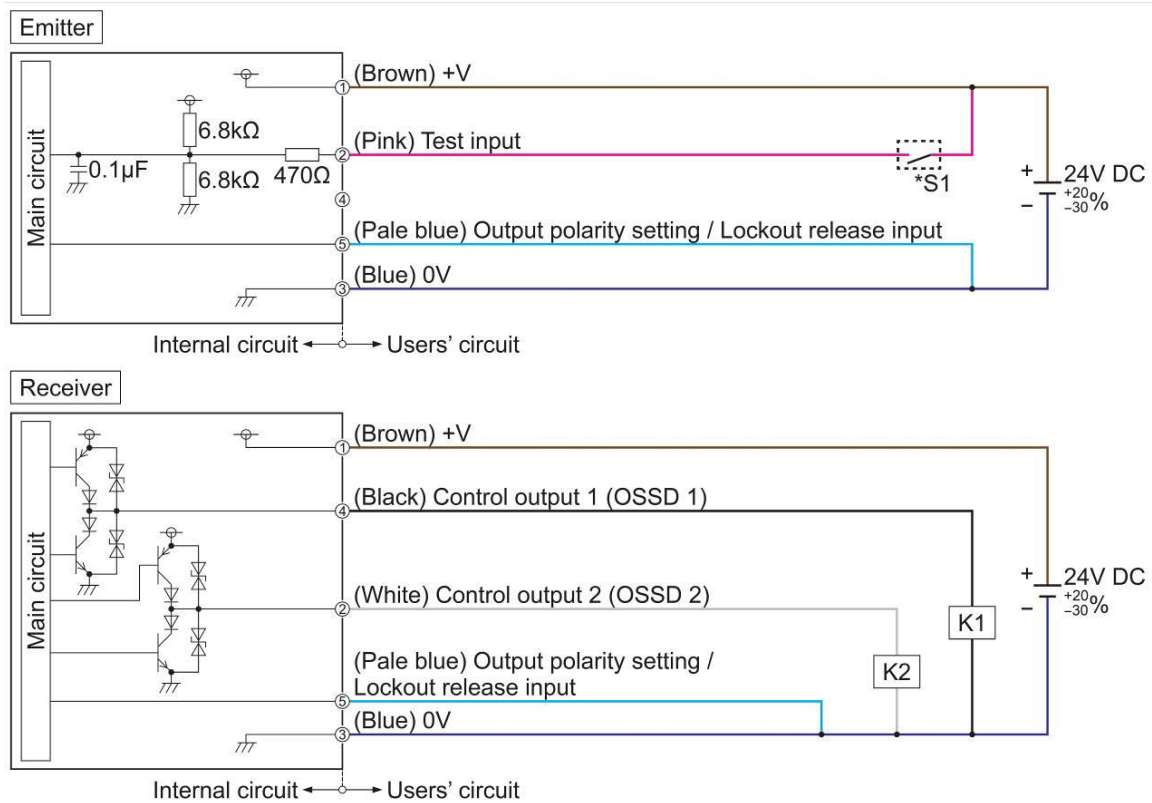 Emitter
(Brown) +V
①
6.8kΩ
(Pink) Test input
②
0.1μF
6.8kΩ
470Ω
*S1
+
24V DC
+20
−30 %
−
④
Main circuit
(Pale blue) Output polarity setting / Lockout release input
⑤
(Blue) 0V
③
Internal circuit
Users' circuit
Receiver
(Brown) +V
①
(Black) Control output 1 (OSSD 1)
④
+
24V DC
+20
−30 %
−
Main circuit
(White) Control output 2 (OSSD 2)
②
K1
K2
(Pale blue) Output polarity setting /
Lockout release input
⑤
(Blue) 0V
③
Internal circuit
Users' circuit